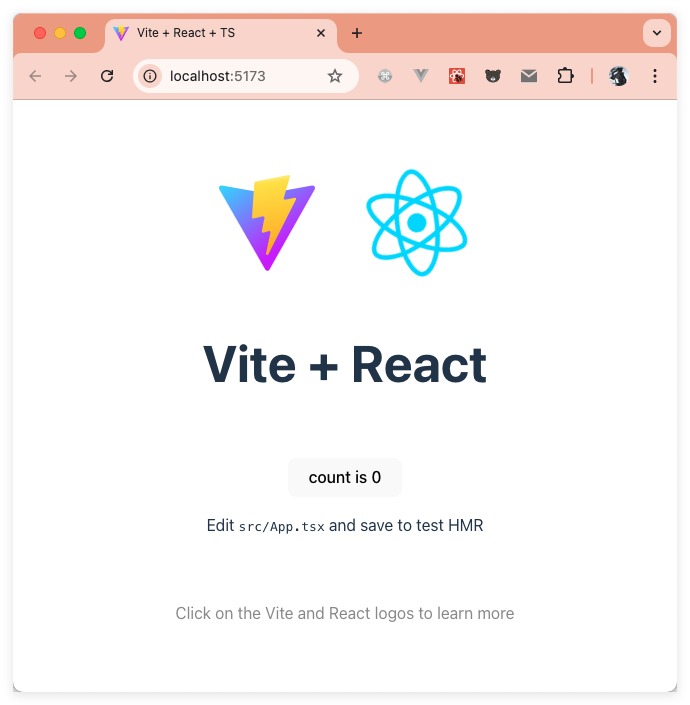 Vite + React + TS
localhost:5173
Vite + React
count is 0
Edit src/App.tsx and save to test HMR
Click on the Vite and React logos to learn more